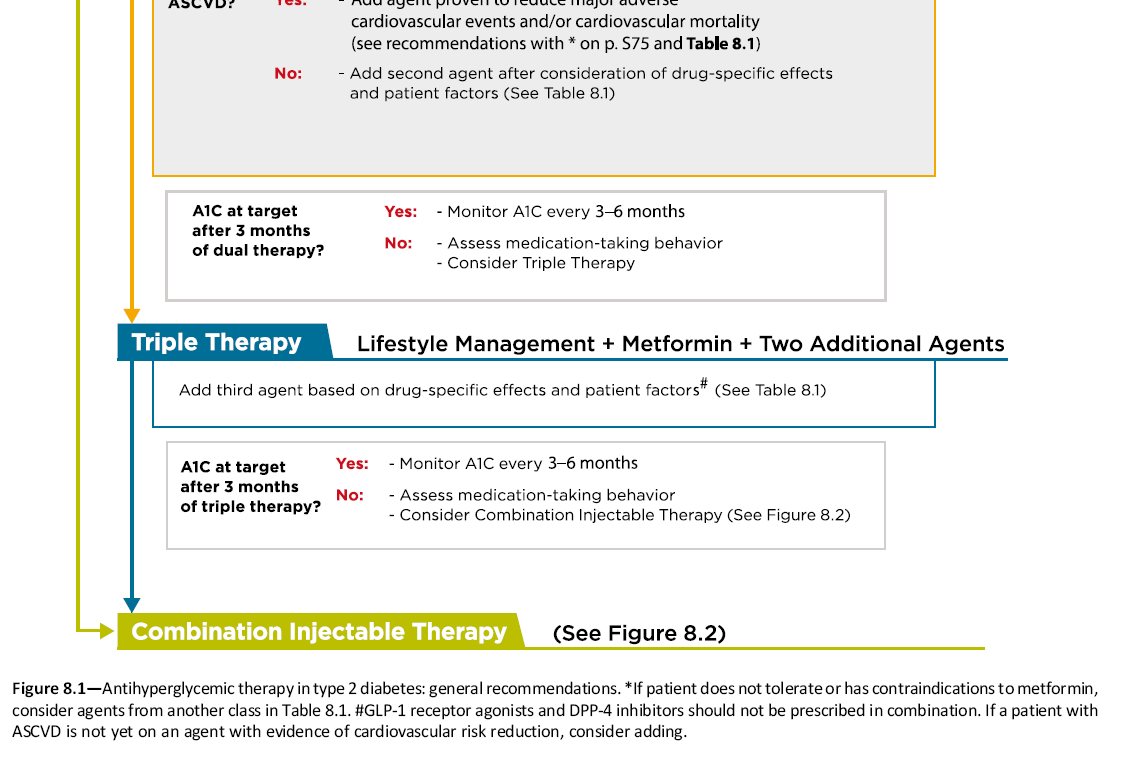 ASCVD? Yes: - Add agent proven to reduce major adverse
cardiovascular events and/or cardiovascular mortality
(see recommendations with * on p. S75 and Table 8.1)
No: - Add second agent after consideration of drug-specific effects
and patient factors (See Table 8.1)
A1C at target
after 3 months
of dual therapy?
Yes: - Monitor A1C every 3–6 months
No: - Assess medication-taking behavior
- Consider Triple Therapy
Triple Therapy Lifestyle Management + Metformin + Two Additional Agents
Add third agent based on drug-specific effects and patient factors# (See Table 8.1)
A1C at target
after 3 months
of triple therapy?
Yes: - Monitor A1C every 3–6 months
No: - Assess medication-taking behavior
- Consider Combination Injectable Therapy (See Figure 8.2)
Combination Injectable Therapy (See Figure 8.2)
Figure 8.1—Antihyperglycemic therapy in type 2 diabetes: general recommendations. *If patient does not tolerate or has contraindications to metformin,
consider agents from another class in Table 8.1. #GLP-1 receptor agonists and DPP-4 inhibitors should not be prescribed in combination. If a patient with
ASCVD is not yet on an agent with evidence of cardiovascular risk reduction, consider adding.